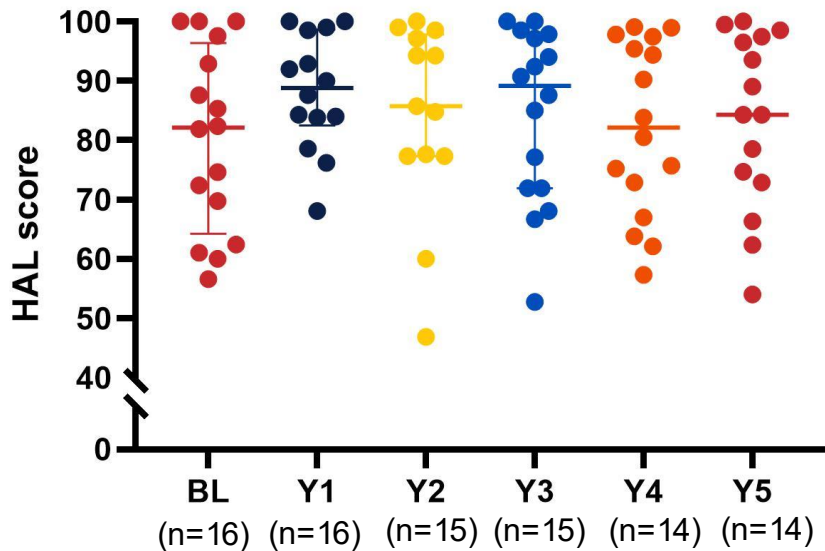 HAL score
100
90
80
70
60
50
40
0
BL Y1 Y2 Y3 Y4 Y5
(n=16) (n=16) (n=15) (n=15) (n=14) (n=14)